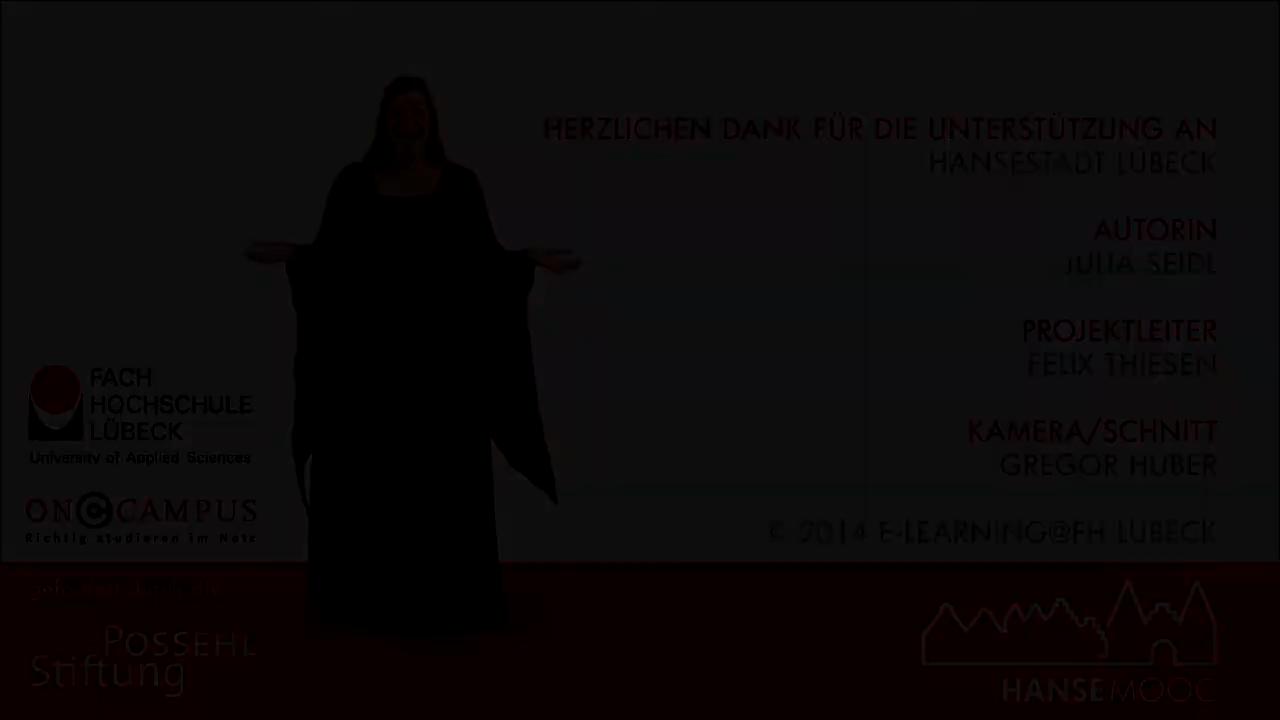 HERZLICHEN DANK FÜR DIE UNTERSTÜTZUNG AN
HANSESTADT LÜBECK
AUTORIN
JULIA SEIDL
PROJEKTLEITER
FELIX THIESEN
KAMERA/SCHNITT
GREGOR HUBER
© 2014 E-LEARNING@FH LÜBECK
FACH
HOCHSCHULE
LÜBECK
University of Applied Sciences
ONCAMPUS
Richtig studieren im Netz
POSSEHL
Stiftung
HANSEMOOC